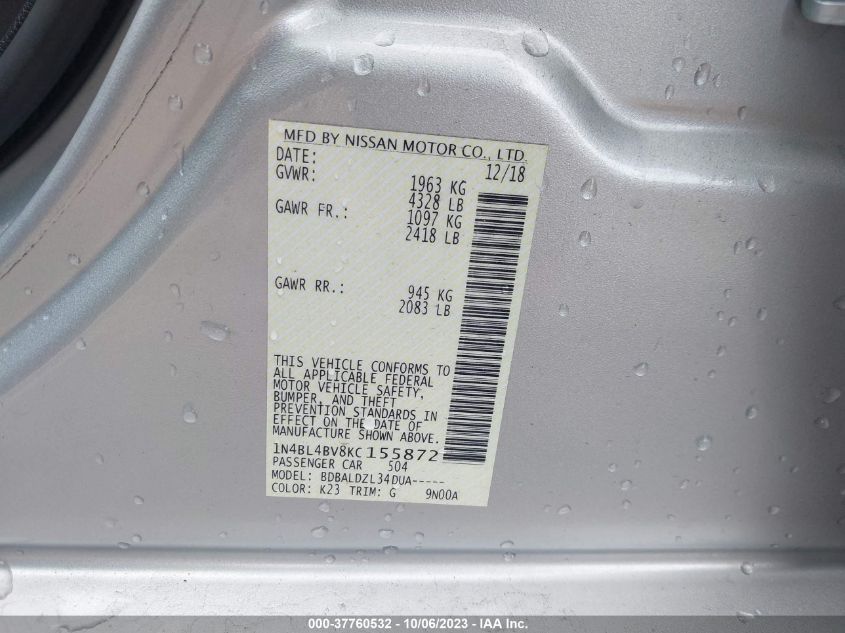 MFD BY NISSAN MOTOR CO., LTD.
DATE: 12/18
GVWR: 1963 KG
4328 LB
GAWR FR.: 1097 KG
2418 LB
GAWR RR.: 945 KG
2083 LB
THIS VEHICLE CONFORMS TO
ALL APPLICABLE FEDERAL
MOTOR VEHICLE SAFETY,
BUMPER, AND THEFT
PREVENTION STANDARDS IN
EFFECT ON THE DATE OF
MANUFACTURE SHOWN ABOVE.
1N4BL4BV8KC155872
PASSENGER CAR 504
MODEL: BDBALDZL34DUA-----
COLOR: K23 TRIM: G 9N00A
000-37760532 - 10/06/2023 - IAA Inc.